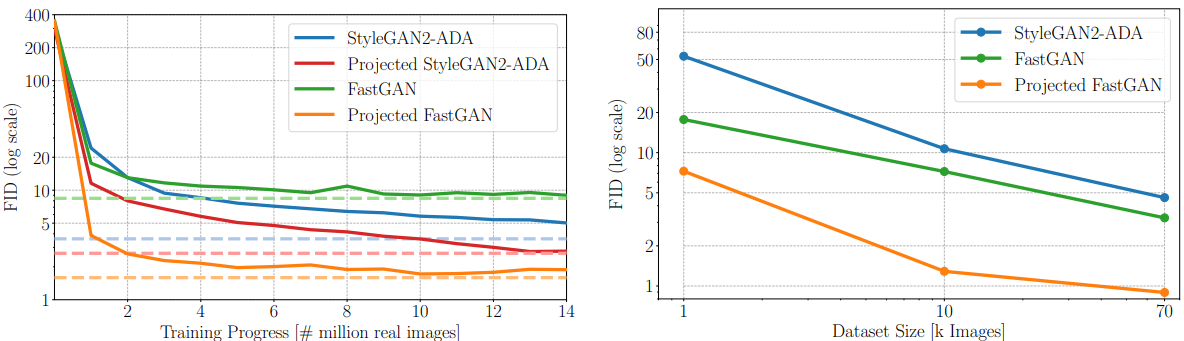 FID (log scale)
400
200
100
20
10
5
1
StyleGAN2-ADA
Projected StyleGAN2-ADA
FastGAN
Projected FastGAN
2 4 6 8 10 12 14
Training Progress [# million real images]
FID (log scale)
80
50
20
10
5
2
1
StyleGAN2-ADA
FastGAN
Projected FastGAN
1 10 70
Dataset Size [k Images]